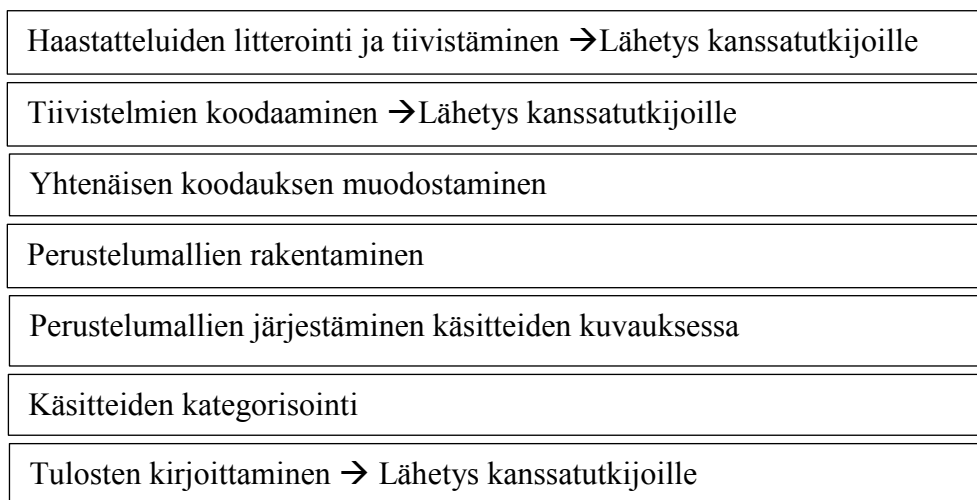 Haastatteluiden litterointi ja tiivistäminen →Lähetys kanssatutkijoille
Tiivistelmien koodaaminen →Lähetys kanssatutkijoille
Yhtenäisen koodauksen muodostaminen
Perustelumallien rakentaminen
Perustelumallien järjestäminen käsitteiden kuvauksessa
Käsitteiden kategorisointi
Tulosten kirjoittaminen → Lähetys kanssatutkijoille